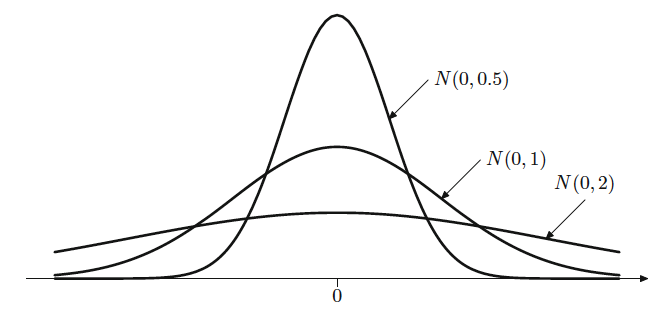 N(0, 0.5)
N(0, 1)
N(0, 2)
0